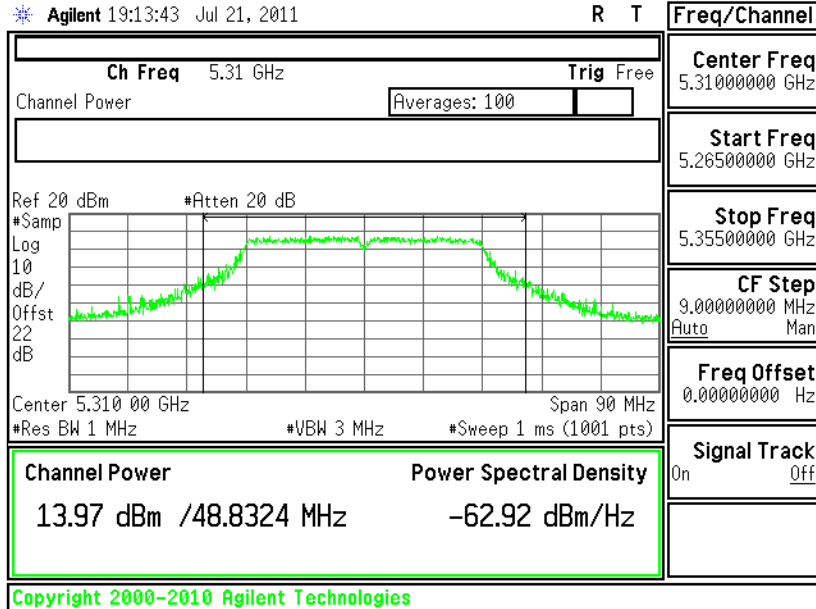 Agilent 19:13:43 Jul 21, 2011 R T
Freq/Channel
Ch Freq 5.31 GHz Trig Free
Channel Power Averages: 100
Ref 20 dBm #Atten 20 dB
#Samp
Log
10
dB/
Offst
22
dB
Center 5.310 00 GHz Span 90 MHz
#Res BW 1 MHz #VBW 3 MHz #Sweep 1 ms (1001 pts)
Channel Power Power Spectral Density
13.97 dBm /48.8324 MHz -62.92 dBm/Hz
Center Freq
5.31000000 GHz
Start Freq
5.26500000 GHz
Stop Freq
5.35500000 GHz
CF Step
9.00000000 MHz
Auto Man
Freq Offset
0.00000000 Hz
Signal Track
On Off
Copyright 2000-2010 Agilent Technologies